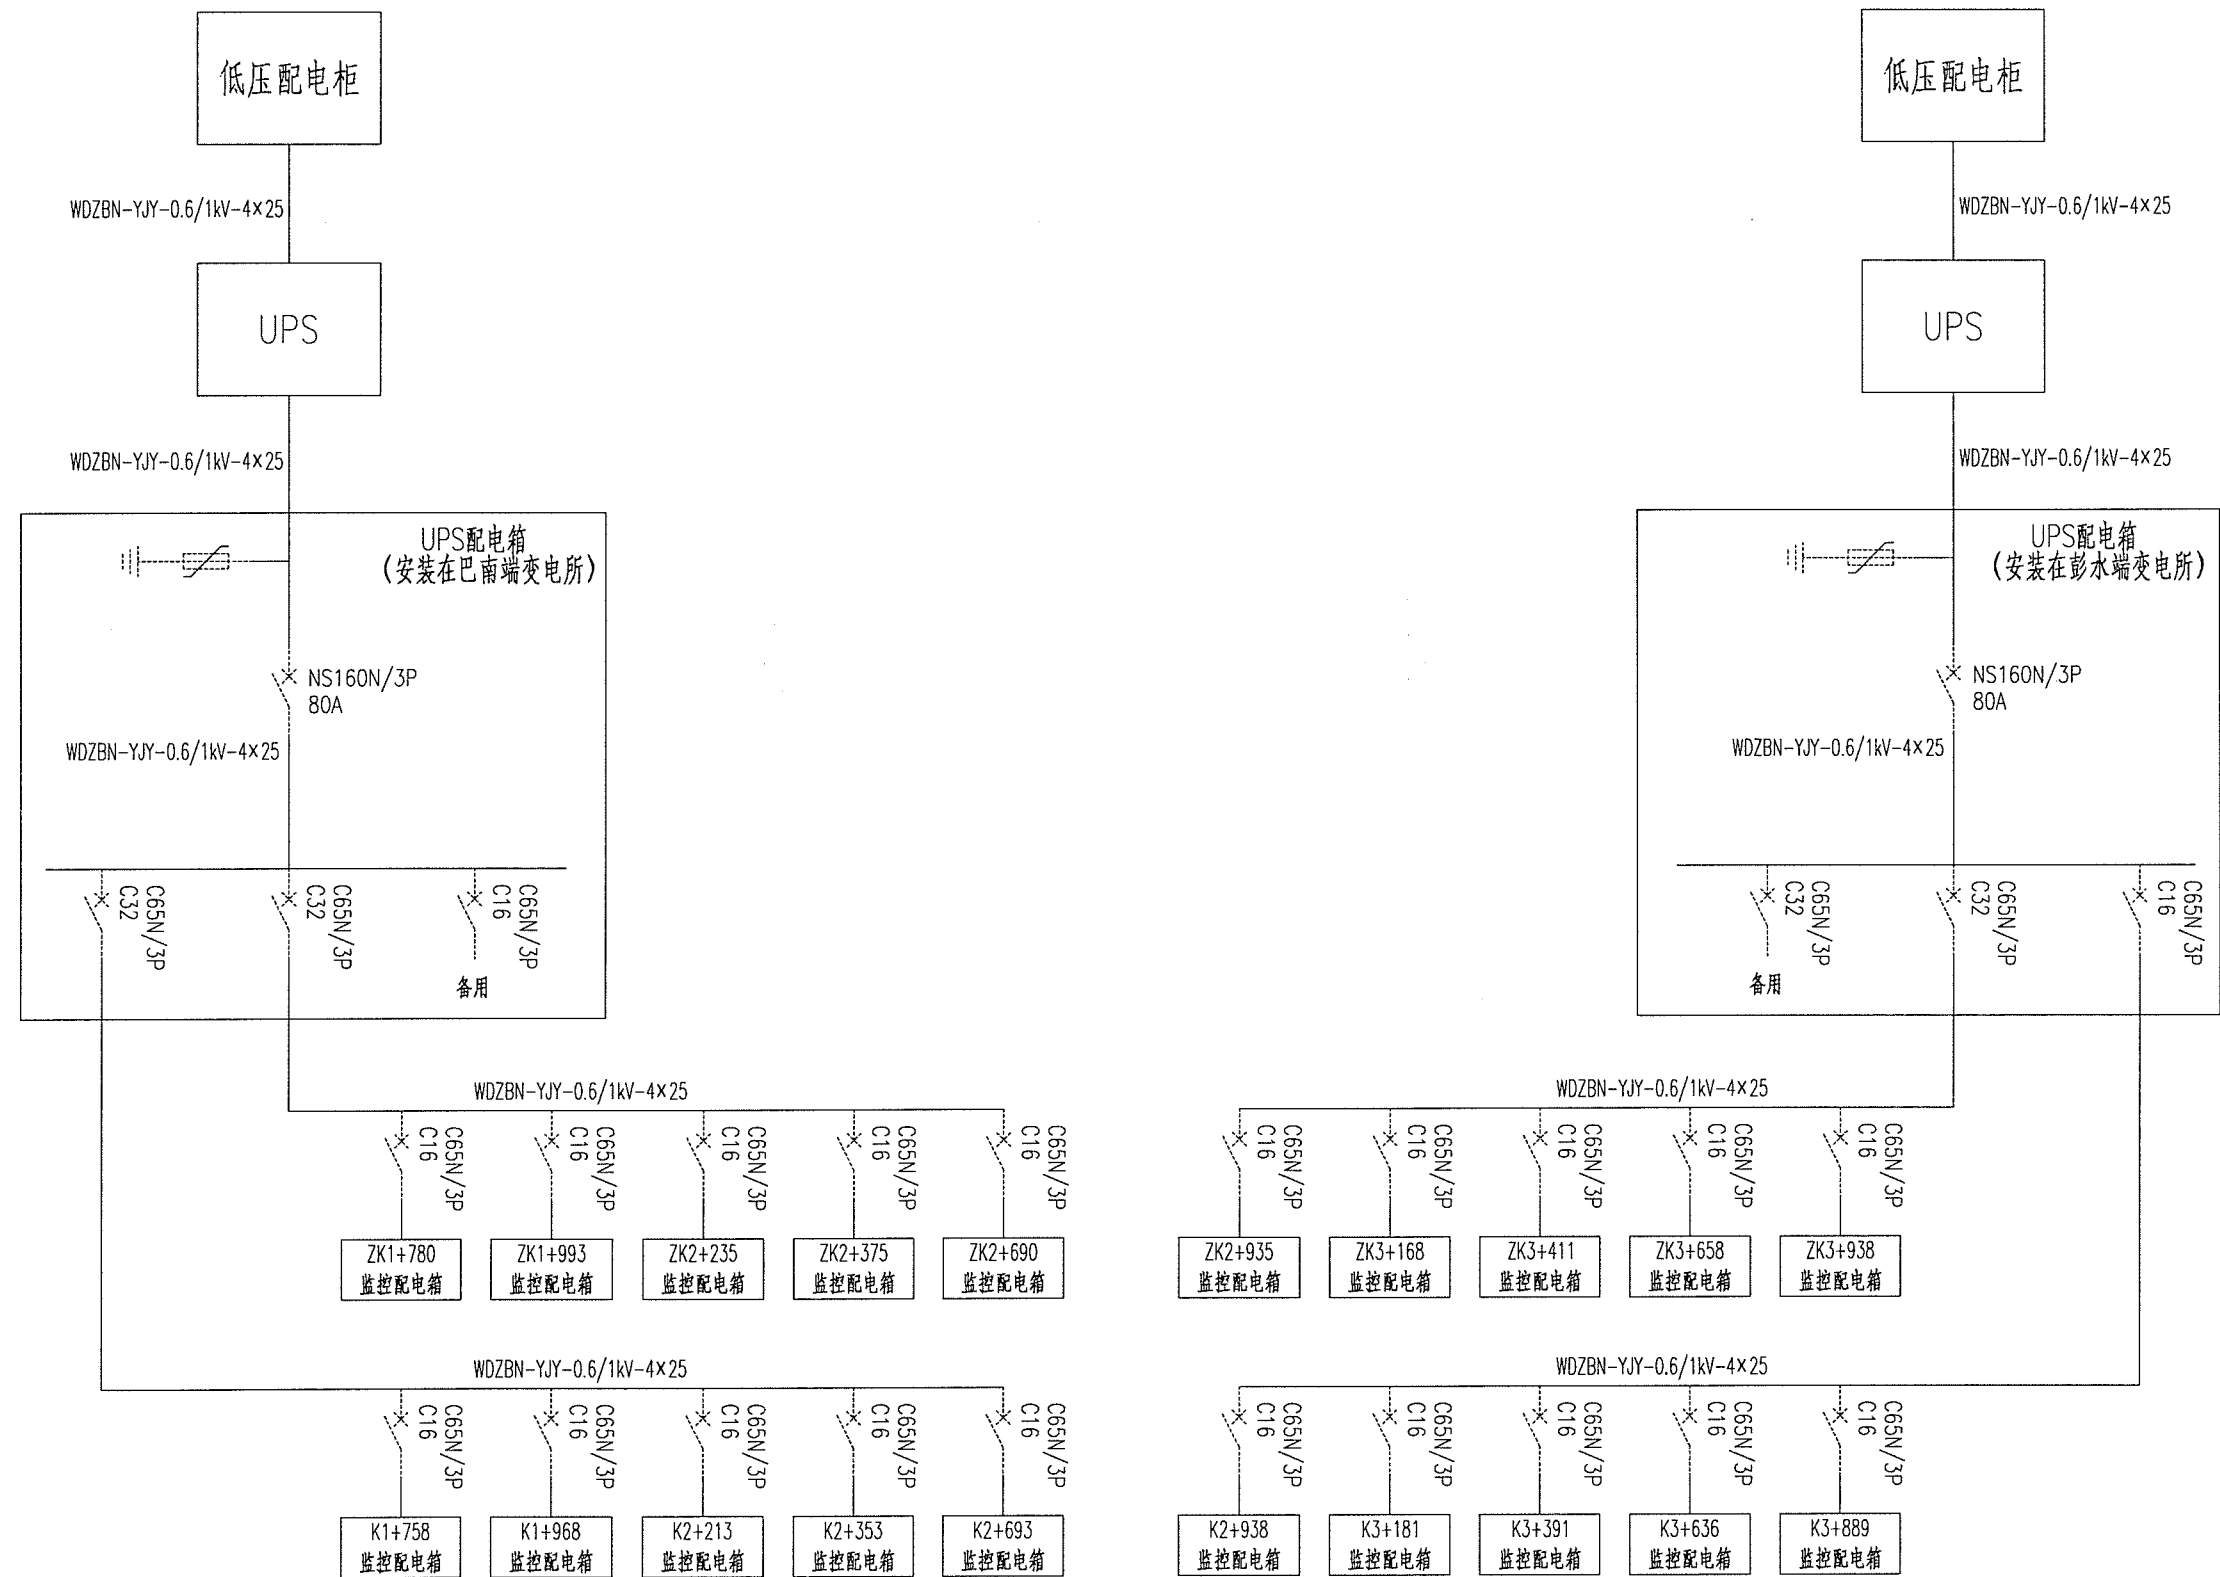 低压配电柜
低压配电柜
WDZBN-YJY-0.6/1kV-4×25
WDZBN-YJY-0.6/1kV-4×25
UPS
UPS
WDZBN-YJY-0.6/1kV-4×25
WDZBN-YJY-0.6/1kV-4×25
UPS配电箱
(安装在巴南端变电所)
UPS配电箱
(安装在彭水端变电所)
NS160N/3P
80A
NS160N/3P
80A
WDZBN-YJY-0.6/1kV-4×25
WDZBN-YJY-0.6/1kV-4×25
C65N/3P
C32
C65N/3P
C32
C65N/3P
C16
备用
C65N/3P
C32
C65N/3P
C32
C65N/3P
C16
备用
WDZBN-YJY-0.6/1kV-4×25
C65N/3P
C16
C65N/3P
C16
C65N/3P
C16
C65N/3P
C16
C65N/3P
C16
ZK1+780
监控配电箱
ZK1+993
监控配电箱
ZK2+235
监控配电箱
ZK2+375
监控配电箱
ZK2+690
监控配电箱
WDZBN-YJY-0.6/1kV-4×25
C65N/3P
C16
C65N/3P
C16
C65N/3P
C16
C65N/3P
C16
C65N/3P
C16
ZK2+935
监控配电箱
ZK3+168
监控配电箱
ZK3+411
监控配电箱
ZK3+658
监控配电箱
ZK3+938
监控配电箱
WDZBN-YJY-0.6/1kV-4×25
C65N/3P
C16
C65N/3P
C16
C65N/3P
C16
C65N/3P
C16
C65N/3P
C16
K1+758
监控配电箱
K1+968
监控配电箱
K2+213
监控配电箱
K2+353
监控配电箱
K2+693
监控配电箱
WDZBN-YJY-0.6/1kV-4×25
C65N/3P
C16
C65N/3P
C16
C65N/3P
C16
C65N/3P
C16
C65N/3P
C16
K2+938
监控配电箱
K3+181
监控配电箱
K3+391
监控配电箱
K3+636
监控配电箱
K3+889
监控配电箱